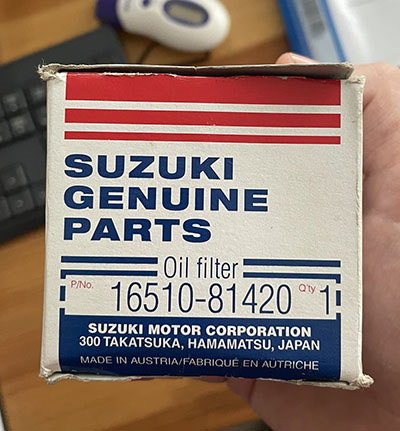 SUZUKI
GENUINE
PARTS
Oil filter
P/No. 16510-81420 Q'ty 1
SUZUKI MOTOR CORPORATION
300 TAKATSUKA, HAMAMATSU, JAPAN
MADE IN AUSTRIA/FABRIQUÉ EN AUTRICHE